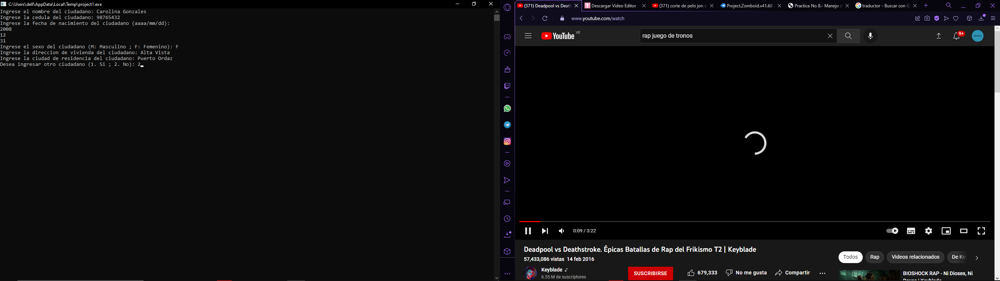 C:\Users\dell\AppData\Local\Temp\project1.exe
Ingrese el nombre del ciudadano: Carolina Gonzales
Ingrese la cedula del ciudadano: 98765432
Ingrese la fecha de nacimiento del ciudadano (aaaa/mm/dd):
2008
12
31
Ingrese el sexo del ciudadano (M: Masculino ; F: Femenino): F
Ingrese la direccion de vivienda del ciudadano: Alta Vista
Ingrese la ciudad de residencia del ciudadano: Puerto Ordaz
Desea ingresar otro ciudadano (1. Si ; 2. No): 2
(371) Deadpool vs Death
Descargar Video Editor
(371) corte de pelo jon s
Project.Zomboid.v41.68
Practica No 8.- Manejo d
traductor - Buscar con G
www.youtube.com/watch
YouTube VE
rap juego de tronos
9+
0:09 / 3:22
Deadpool vs Deathstroke. Épicas Batallas de Rap del Frikismo T2 | Keyblade
57,433,086 vistas 14 feb 2016
Todos
Rap
Videos relacionados
De Ke
Keyblade
6.55 M de suscriptores
SUSCRIBIRSE
679,333
No me gusta
Compartir
BIOSHOCK RAP - Ni Dioses, Ni